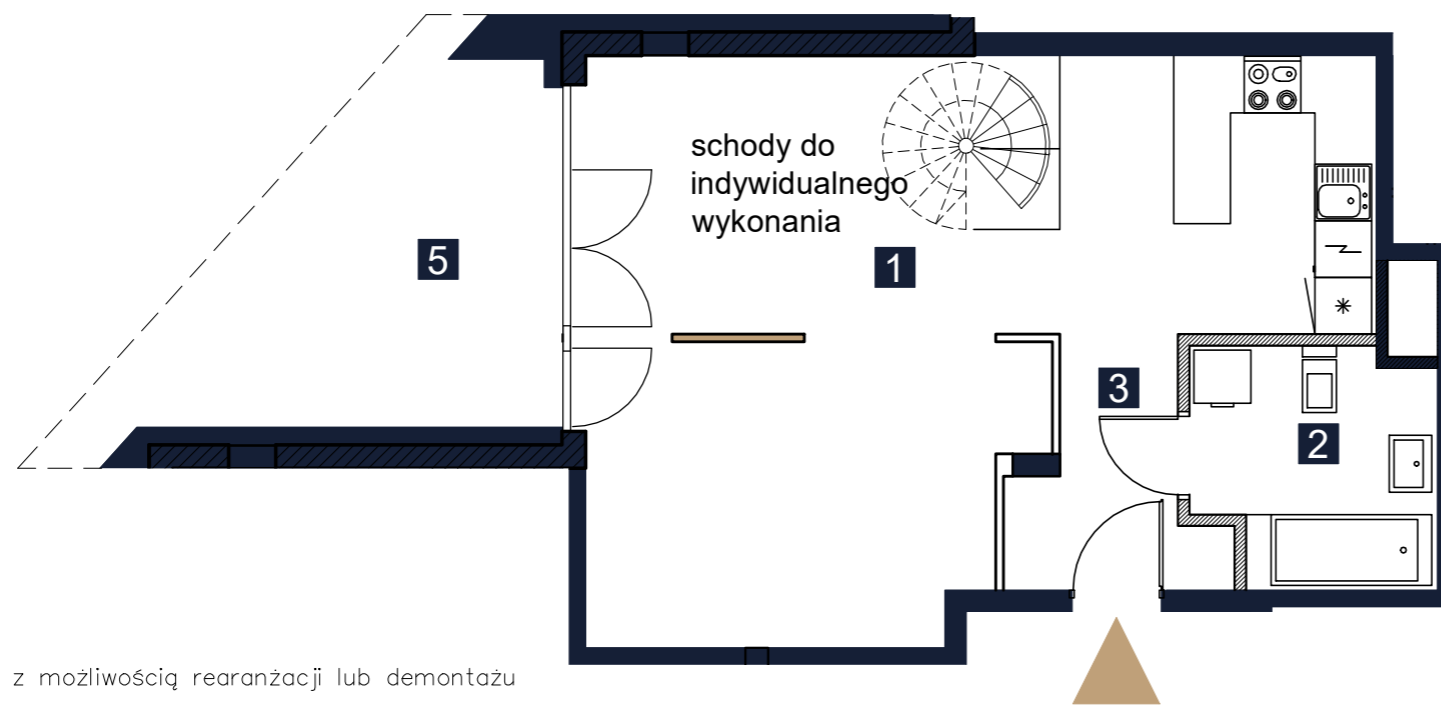 schody do
indywidualnego
wykonania
5
1
3
2
z możliwością rearanżacji lub demontażu